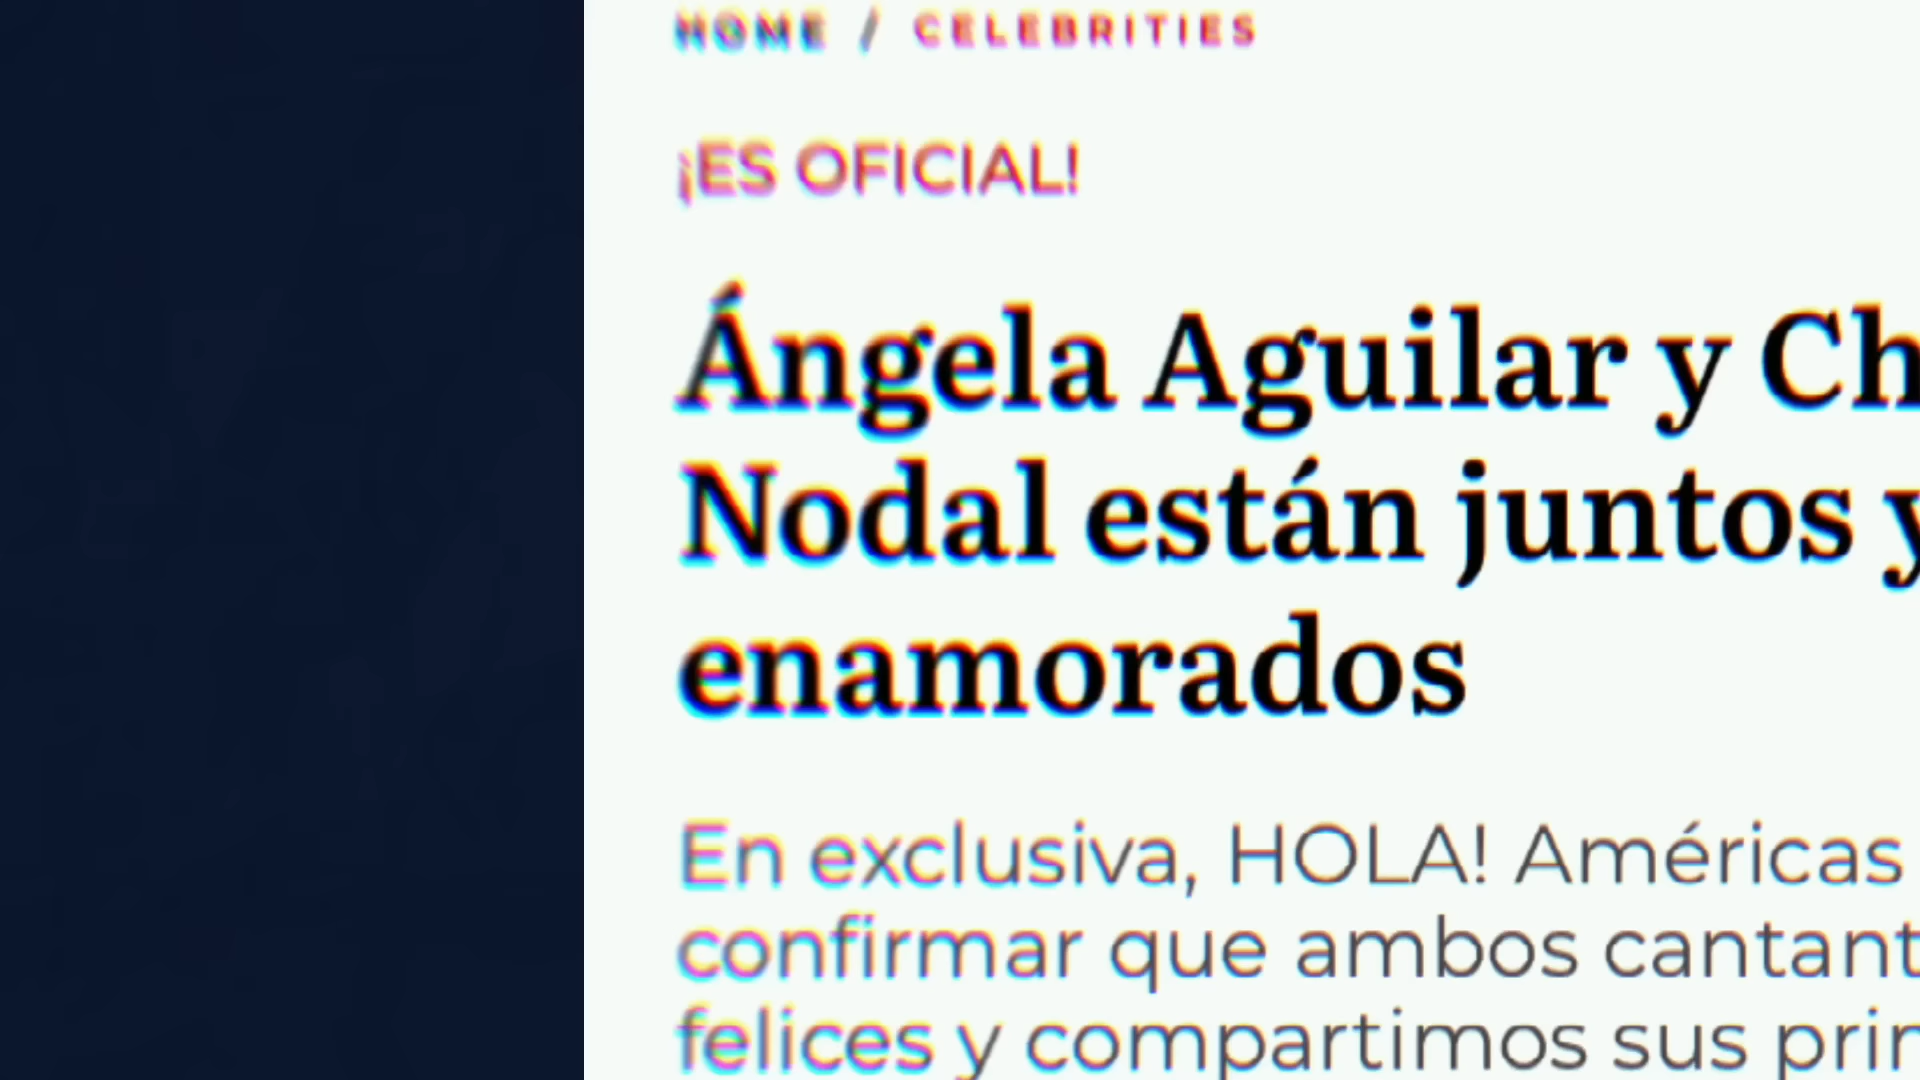 HOME / CELEBRITIES
¡ES OFICIAL!
Ángela Aguilar y Ch
Nodal están juntos y
enamorados
En exclusiva, HOLA! Américas
confirmar que ambos cantant
felices y compartimos sus prin